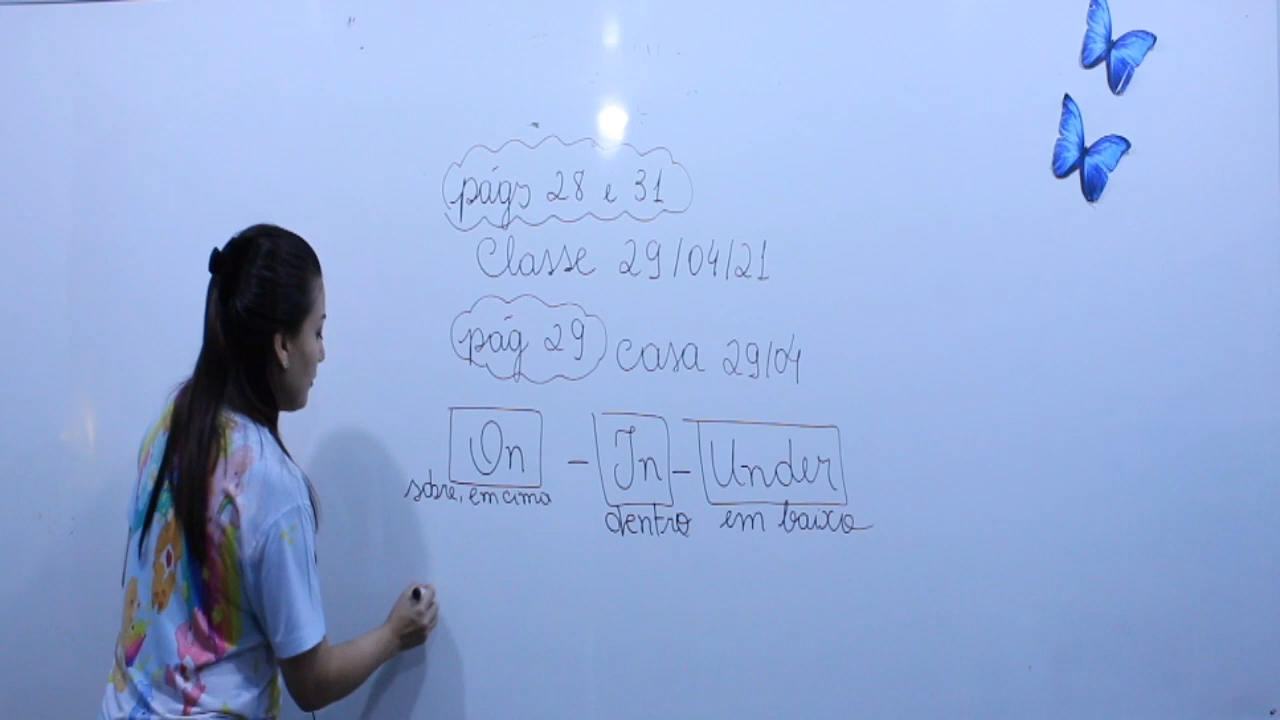 págs 28 e 31
Classe 29/04/21
pág 29 casa 29/04
On - In - Under
sobre, em cima dentro em baixo